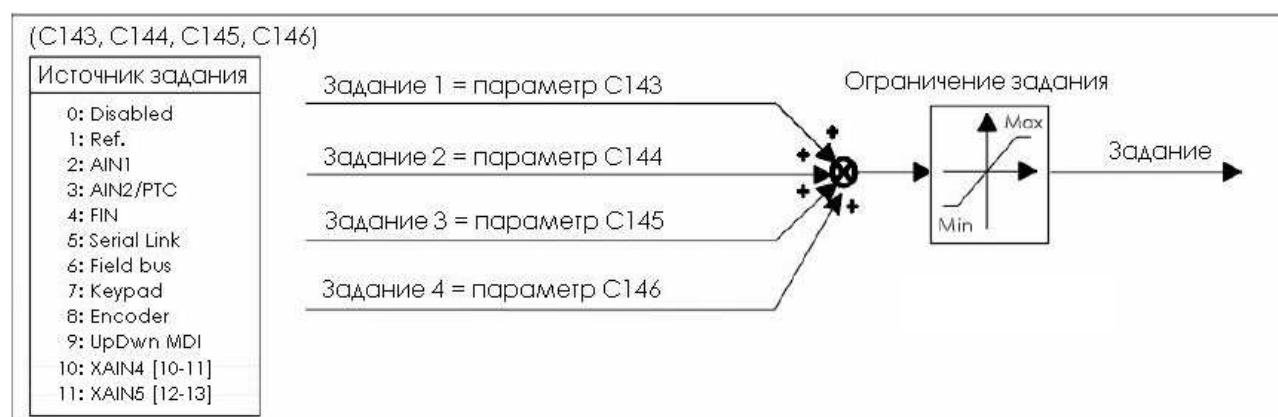 (C143, C144, C145, C146)
Источник задания
0: Disabled
1: Ref.
2: AIN1
3: AIN2/PTC
4: FIN
5: Serial Link
6: Field bus
7: Keypad
8: Encoder
9: UpDwn MDI
10: XAIN4 [10-11]
11: XAIN5 [12-13]
Задание 1 = параметр C143
Задание 2 = параметр C144
Задание 3 = параметр C145
Задание 4 = параметр C146
+
+
+
+
Ограничение задания
Max
Min
Задание